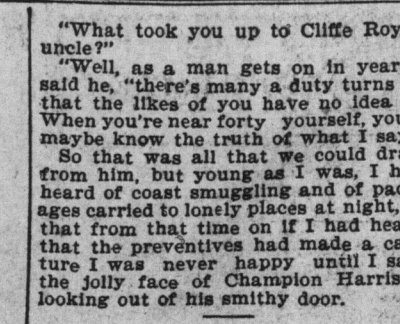 "What took you up to Cliffe Roy
uncle?"
"Well, as a man gets on in year
said he, "there's many a duty turns
that the likes of you have no idea
When you're near forty yourself, you
maybe know the truth of what I say
So that was all that we could dra
from him, but young as I was, I h
heard of coast smuggling and of pac
ages carried to lonely places at night,
that from that time on if I had hea
that the preventives had made a ca
ture I was never happy until I sa
the jolly face of Champion Harris
looking out of his smithy door.